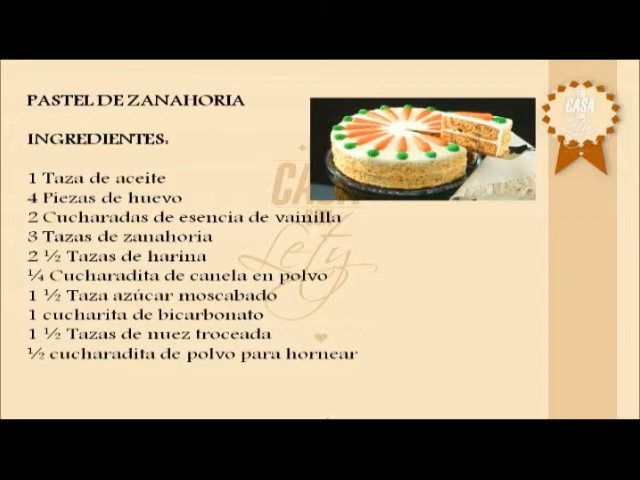 PASTEL DE ZANAHORIA
INGREDIENTES:
1 Taza de aceite
4 Piezas de huevo
2 Cucharadas de esencia de vainilla
3 Tazas de zanahoria
2 ½ Tazas de harina
¼ Cucharadita de canela en polvo
1 ½ Taza azúcar moscabado
1 cucharita de bicarbonato
1 ½ Tazas de nuez troceada
½ cucharadita de polvo para hornear
CASA
Lety
CASA